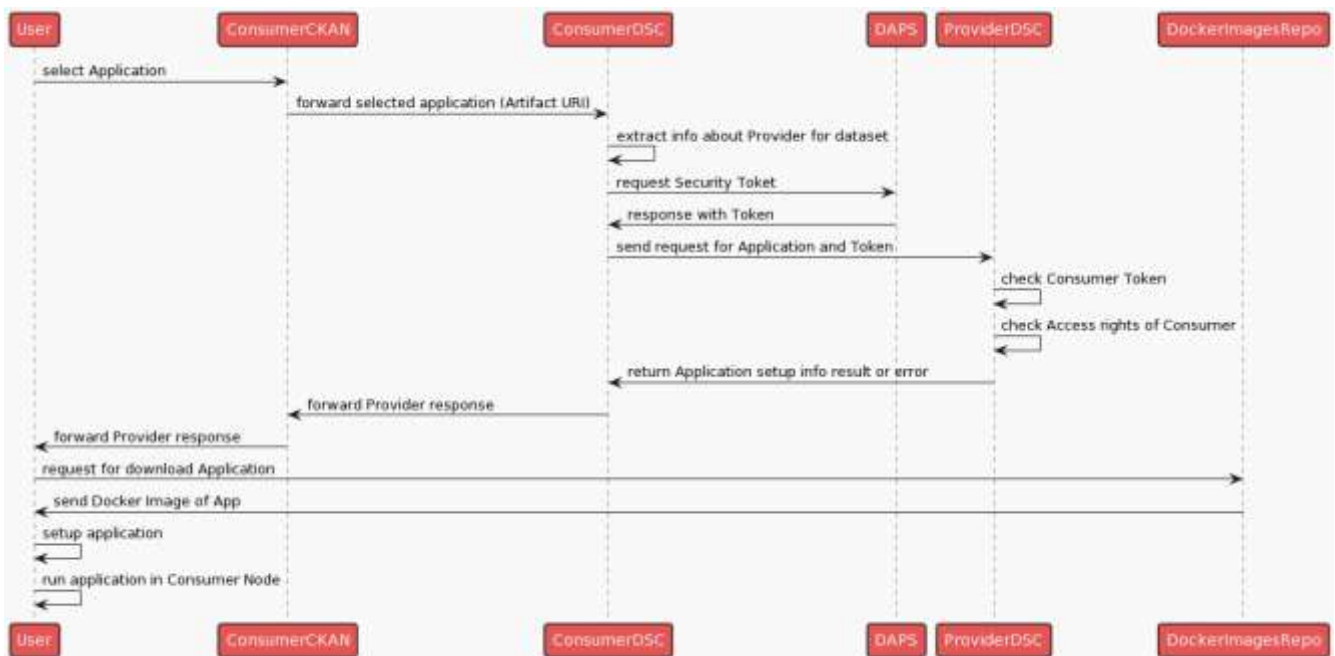 User ConsumerCKAN ConsumerDSC DAPS ProviderDSC DockerImagesRepo
select Application
forward selected application (Artifact URI)
extract info about Provider for dataset
request Security Toket
response with Token
send request for Application and Token
check Consumer Token
check Access rights of Consumer
return Application setup info result or error
forward Provider response
forward Provider response
request for download Application
send Docker Image of App
setup application
run application in Consumer Node
User ConsumerCKAN ConsumerDSC DAPS ProviderDSC DockerImagesRepo